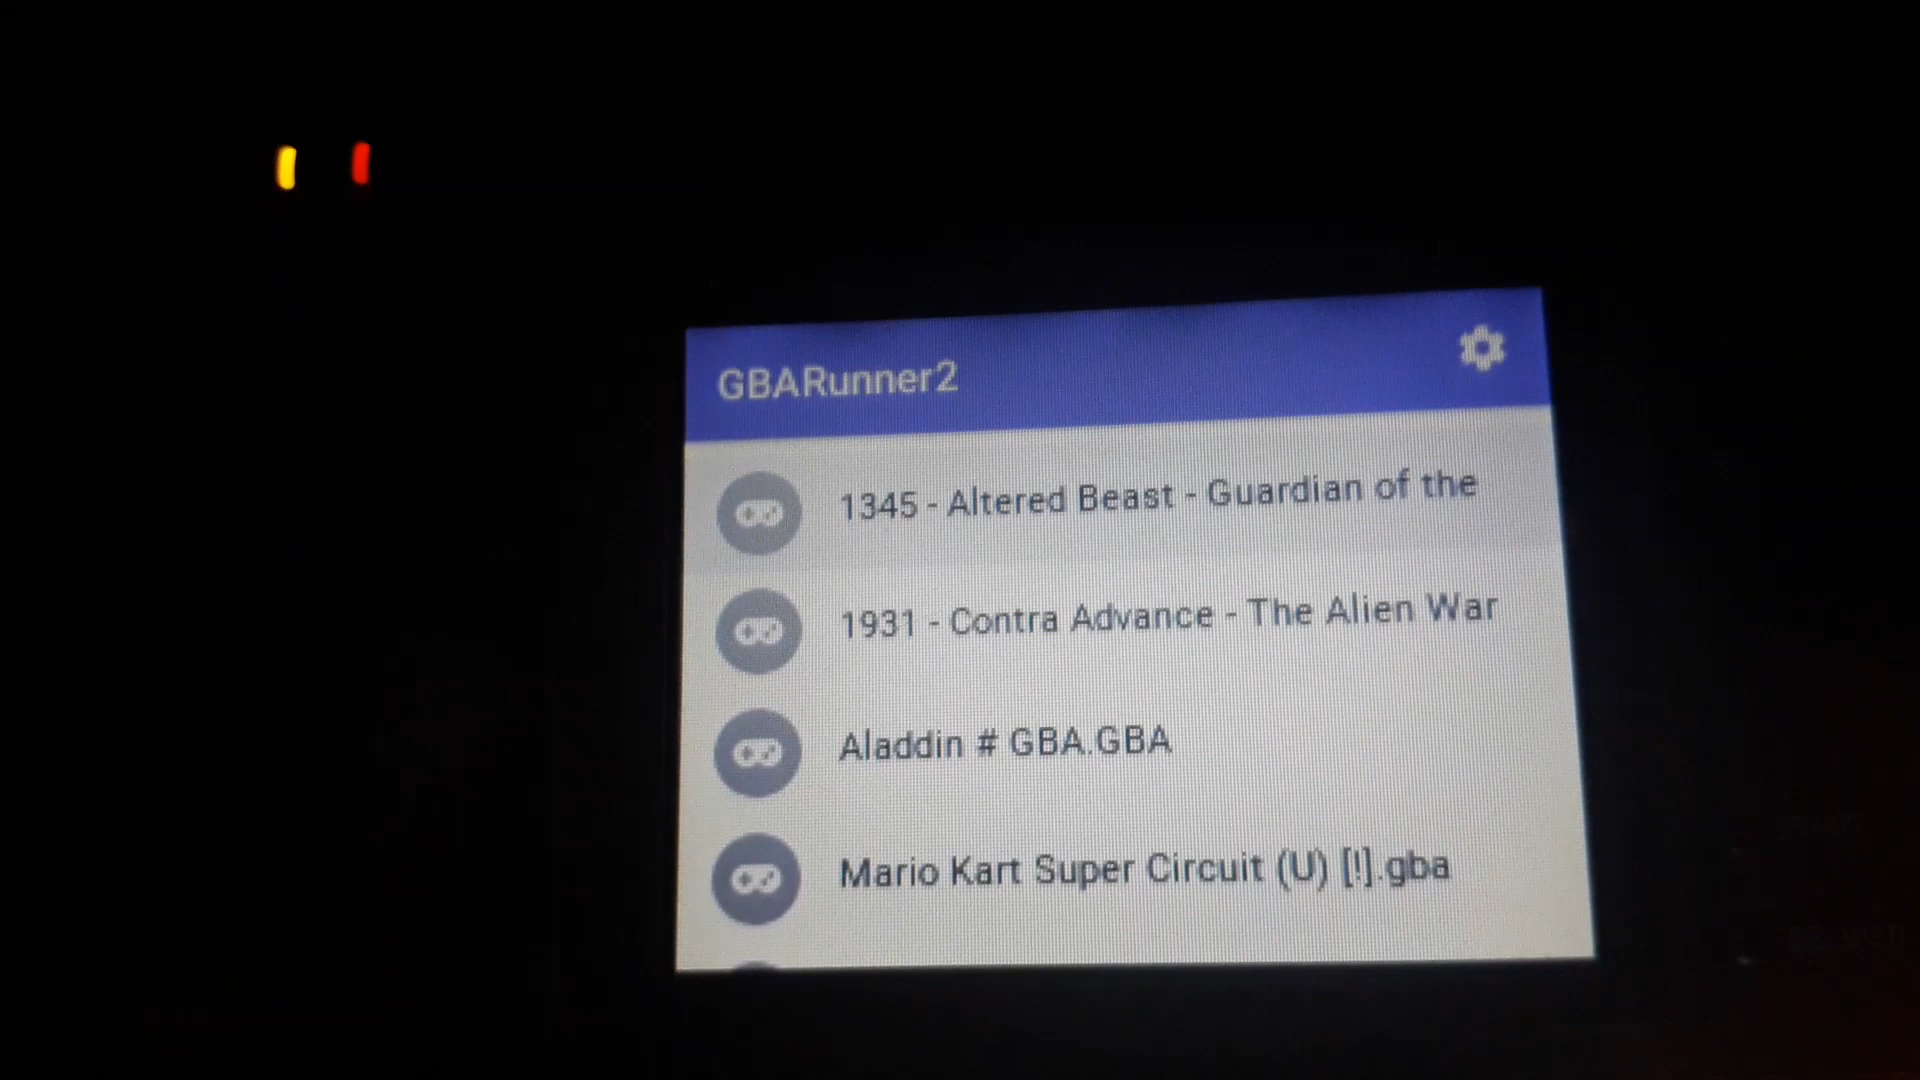 GBARunner2
1345 - Altered Beast - Guardian of the
1931 - Contra Advance - The Alien War
Aladdin # GBA.GBA
Mario Kart Super Circuit (U) [!].gba